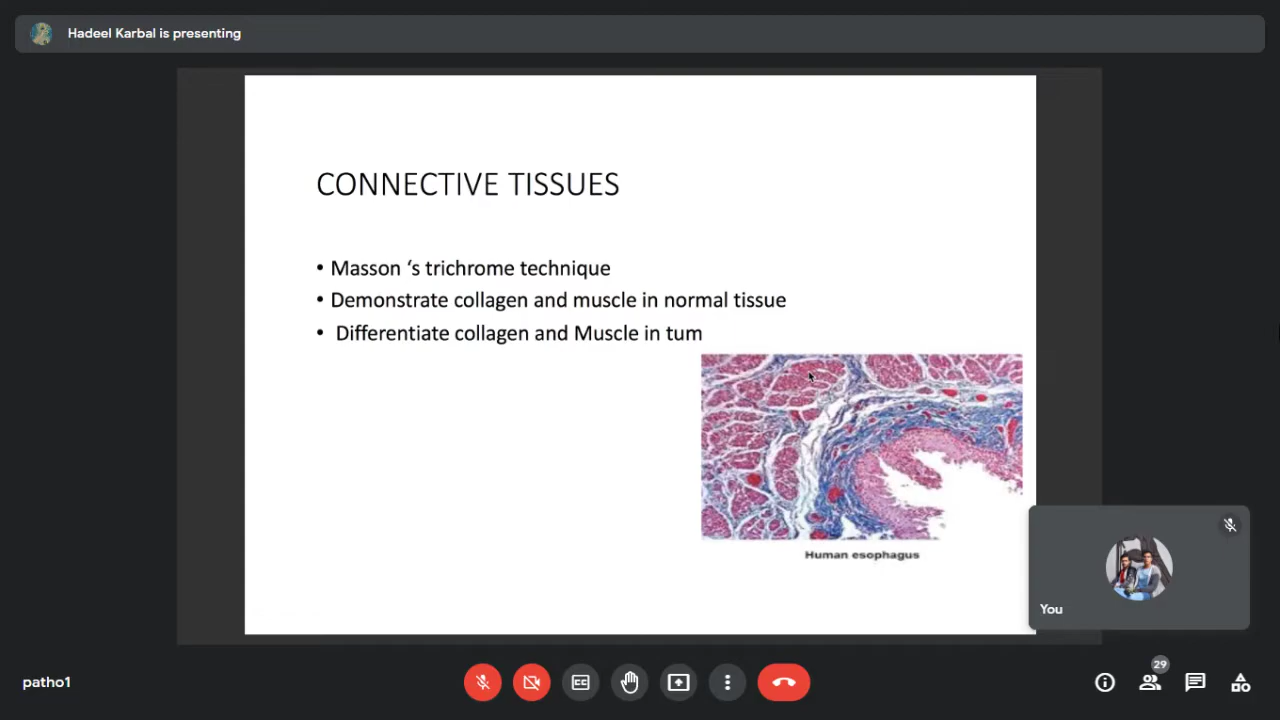 Hadeel Karbal is presenting
CONNECTIVE TISSUES
• Masson ‘s trichrome technique
• Demonstrate collagen and muscle in normal tissue
• Differentiate collagen and Muscle in tum
Human esophagus
You
patho1
CC
29